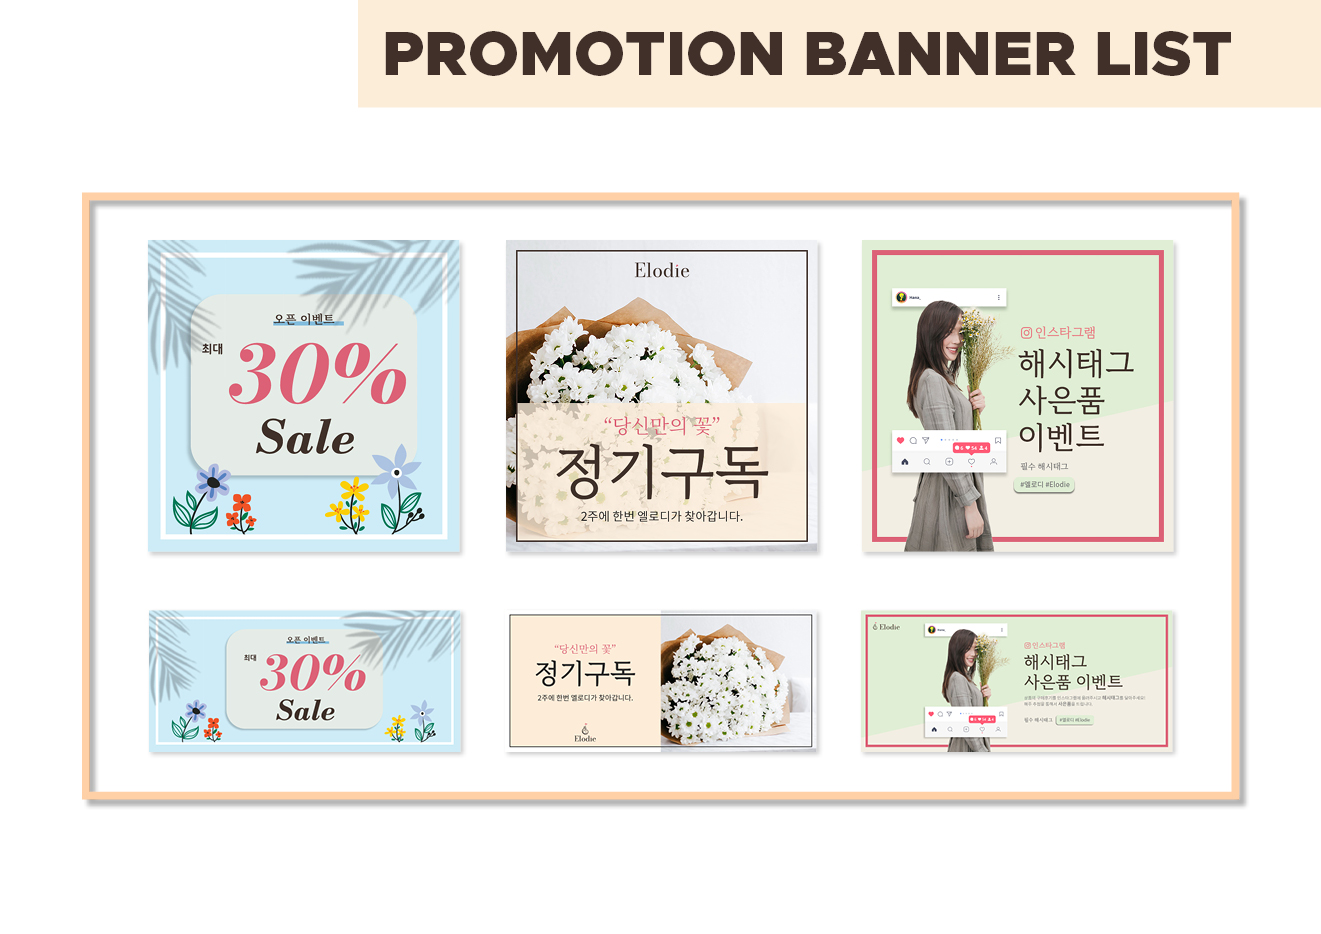 PROMOTION BANNER LIST
오픈 이벤트
최대
30%
Sale
Elodie
“당신만의 꽃”
정기구독
2주에 한번 엘로디가 찾아갑니다.
Hana_
인스타그램
해시태그
사은품
이벤트
필수 해시태그
#엘로디 #Elodie
오픈 이벤트
최대
30%
Sale
“당신만의 꽃”
정기구독
2주에 한번 엘로디가 찾아갑니다.
Elodie
Elodie
인스타그램
해시태그
사은품 이벤트
필수 해시태그
#엘로디 #Elodie